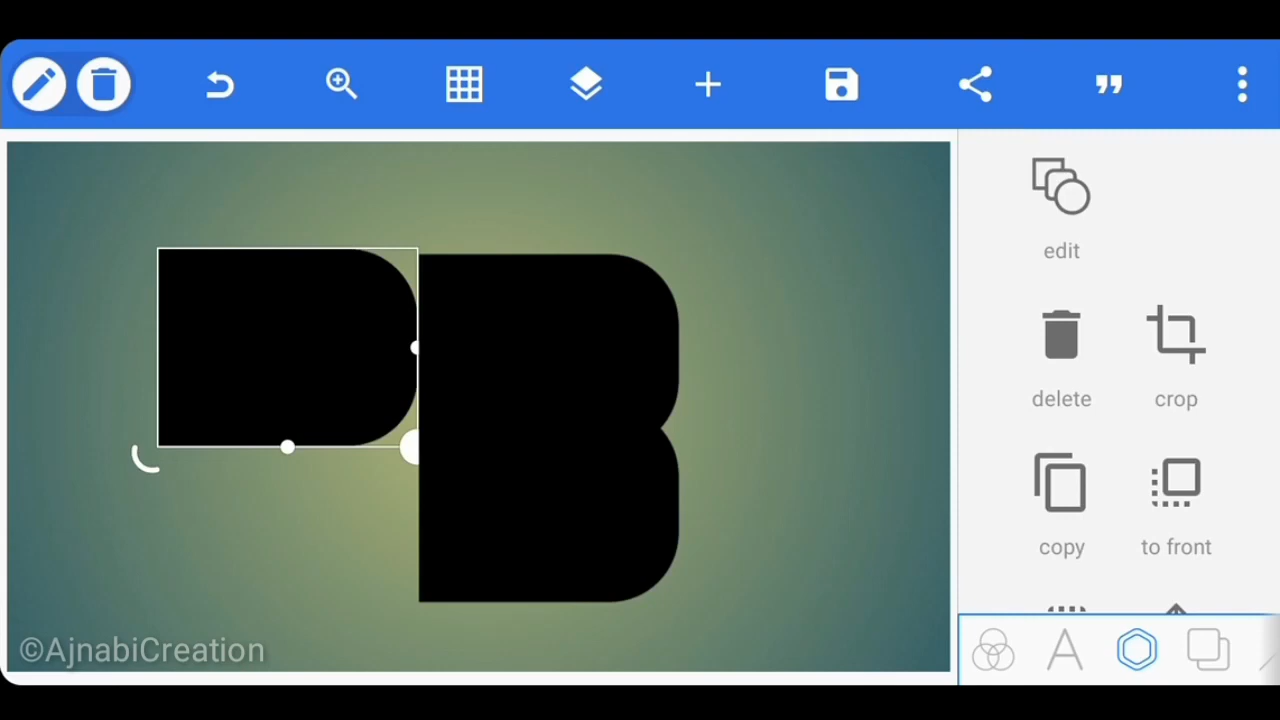 edit
delete
crop
copy
to front
©AjnabiCreation